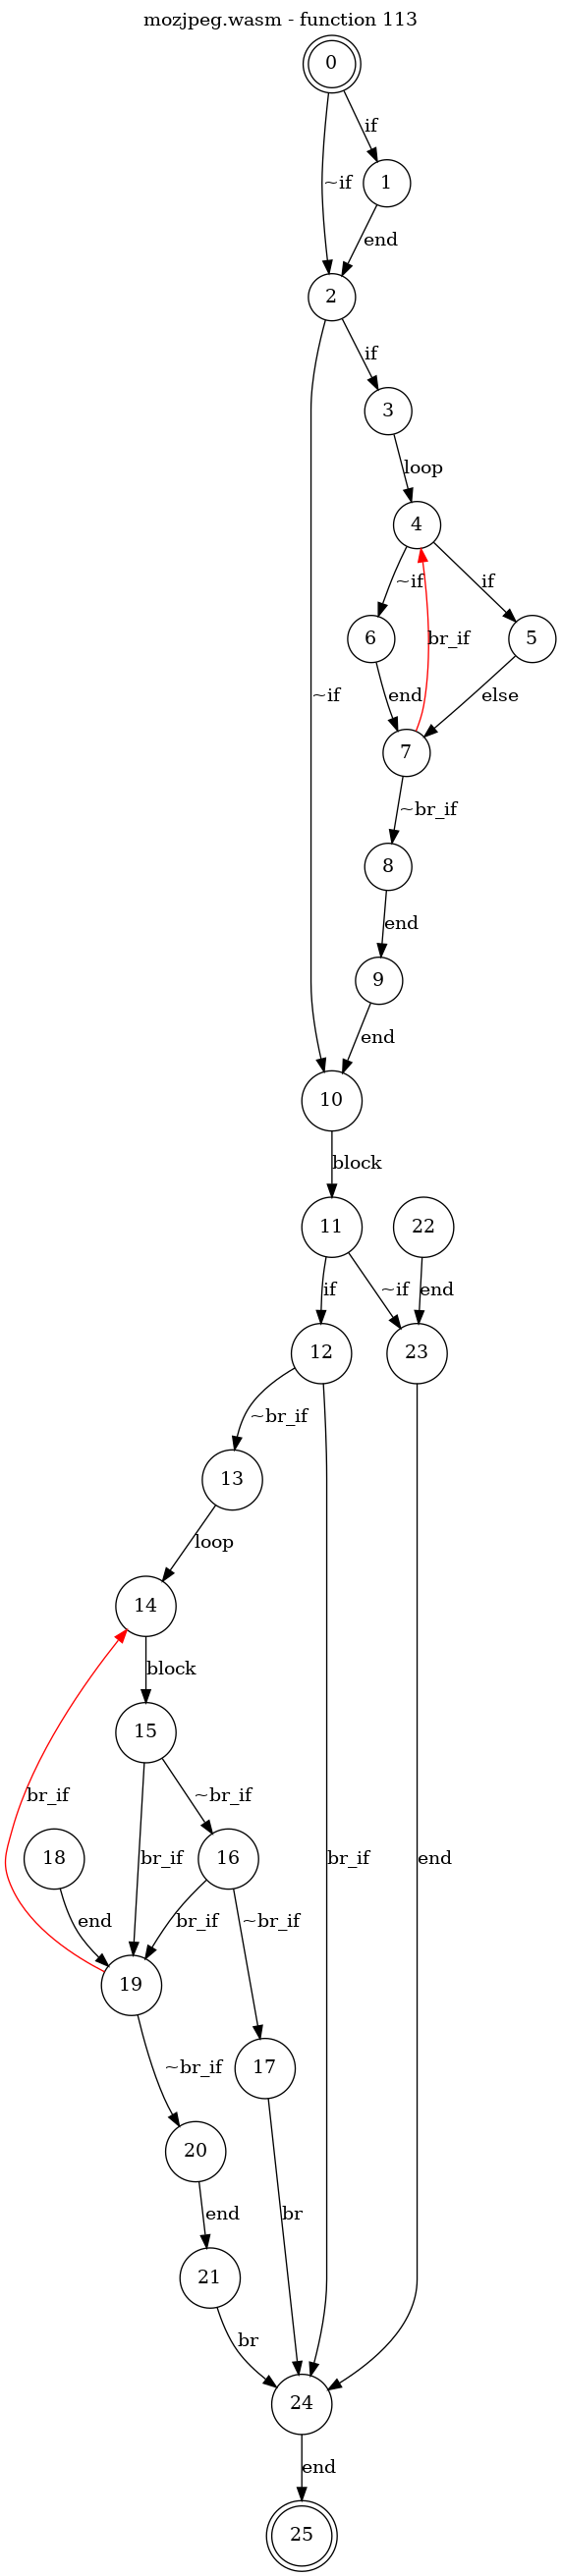 mozjpeg.wasm - function 113
0
if
~if
1
end
2
if
3
loop
4
~if
if
6
br_if
5
~if
end
else
7
~br_if
8
end
9
end
10
block
11
22
if
~if
end
12
23
~br_if
13
loop
14
block
15
br_if
~br_if
18
br_if
16
br_if
end
end
br_if
~br_if
19
17
~br_if
20
end
br
21
br
24
end
25